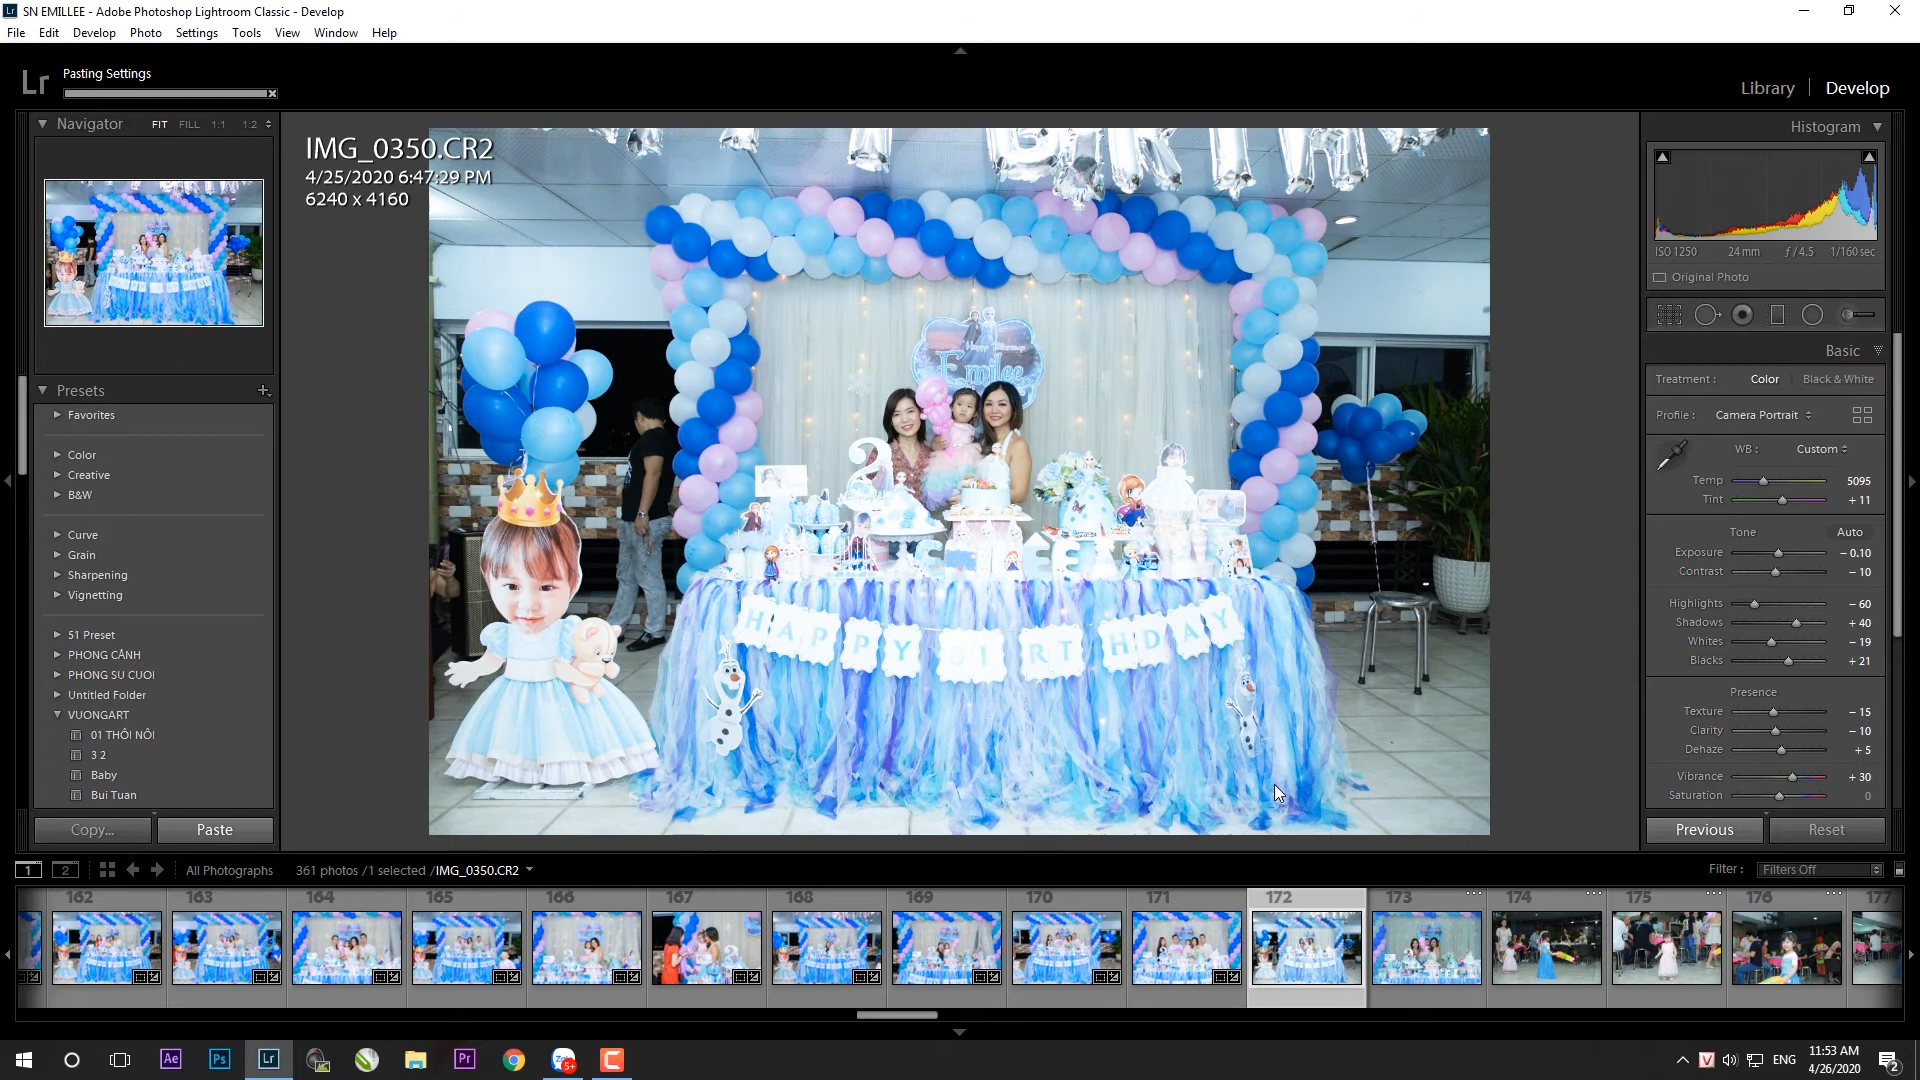 SN EMILLEE - Adobe Photoshop Lightroom Classic - Develop
File Edit Develop Photo Settings Tools View Window Help
Lr
Pasting Settings
Library | Develop
Navigator FIT FILL 1:1 1:2
IMG_0350.CR2
4/25/2020 6:47:29 PM
6240 x 4160
Emilee
2
HAPPY BIRTHDAY
Presets
Favorites
Color
Creative
B&W
Curve
Grain
Sharpening
Vignetting
51 Preset
PHONG CẢNH
PHONG SU CUOI
Untitled Folder
VUONGART
01 THÔI NÔI
3 2
Baby
Bui Tuan
Copy... Paste
Histogram
ISO 1250 24 mm ƒ / 4.5 1/160 sec
Original Photo
Basic
Treatment : Color Black & White
Profile : Camera Portrait
WB : Custom
Temp 5095
Tint + 11
Tone Auto
Exposure – 0.10
Contrast – 10
Highlights – 60
Shadows + 40
Whites – 19
Blacks + 21
Presence
Texture – 15
Clarity – 10
Dehaze + 5
Vibrance + 30
Saturation 0
Previous Reset
1 2 All Photographs 361 photos / 1 selected / IMG_0350.CR2 Filter : Filters Off
162 163 164 165 166 167 168 169 170 171 172 173 174 175 176 177
Ae Ps Lr Pr 5+ V ENG
11:53 AM
4/26/2020
2